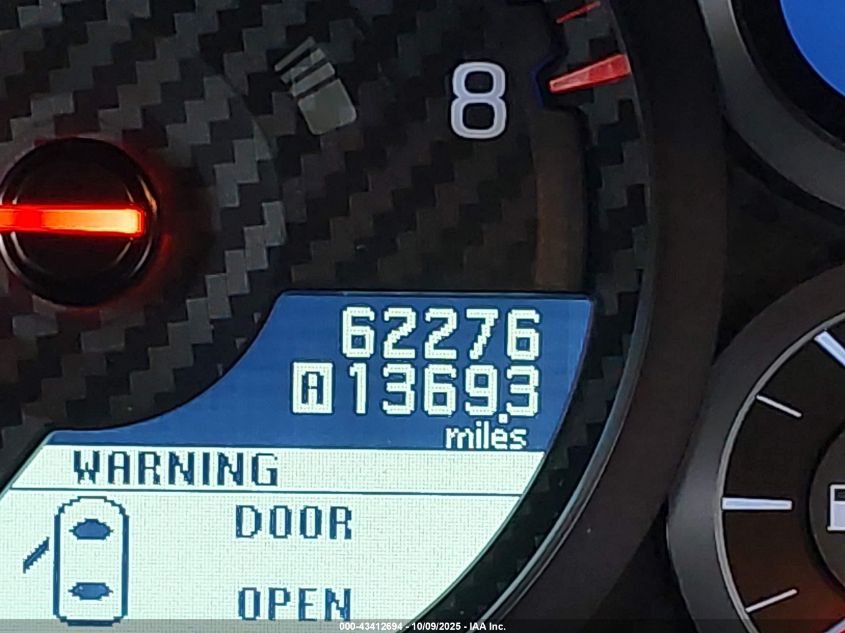 8
62276
A 1369.3
miles
WARNING
DOOR
OPEN
000-43412694 - 10/09/2025 - IAA Inc.